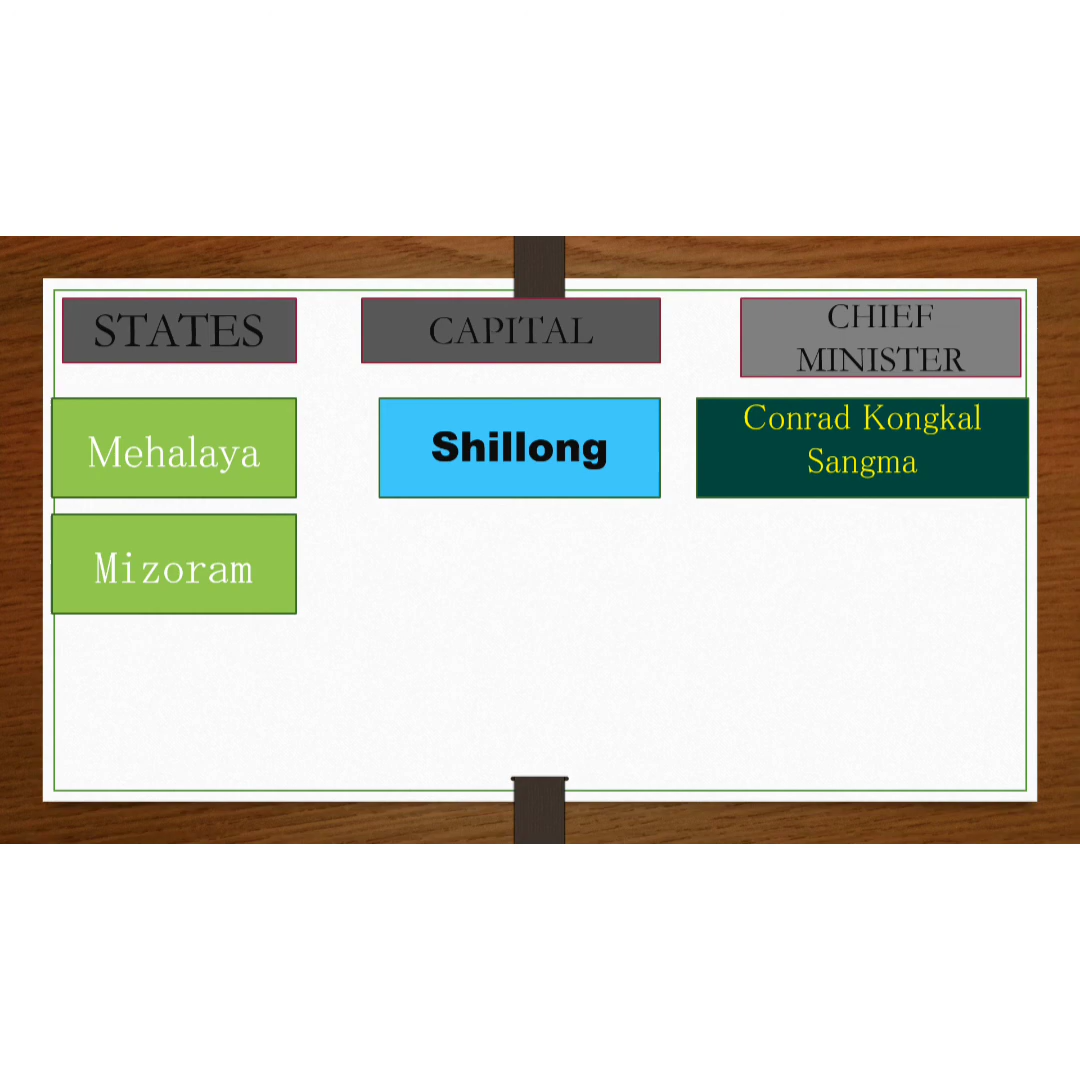 STATES
CAPITAL
CHIEF
MINISTER
Mehalaya
Shillong
Conrad Kongkal
Sangma
Mizoram